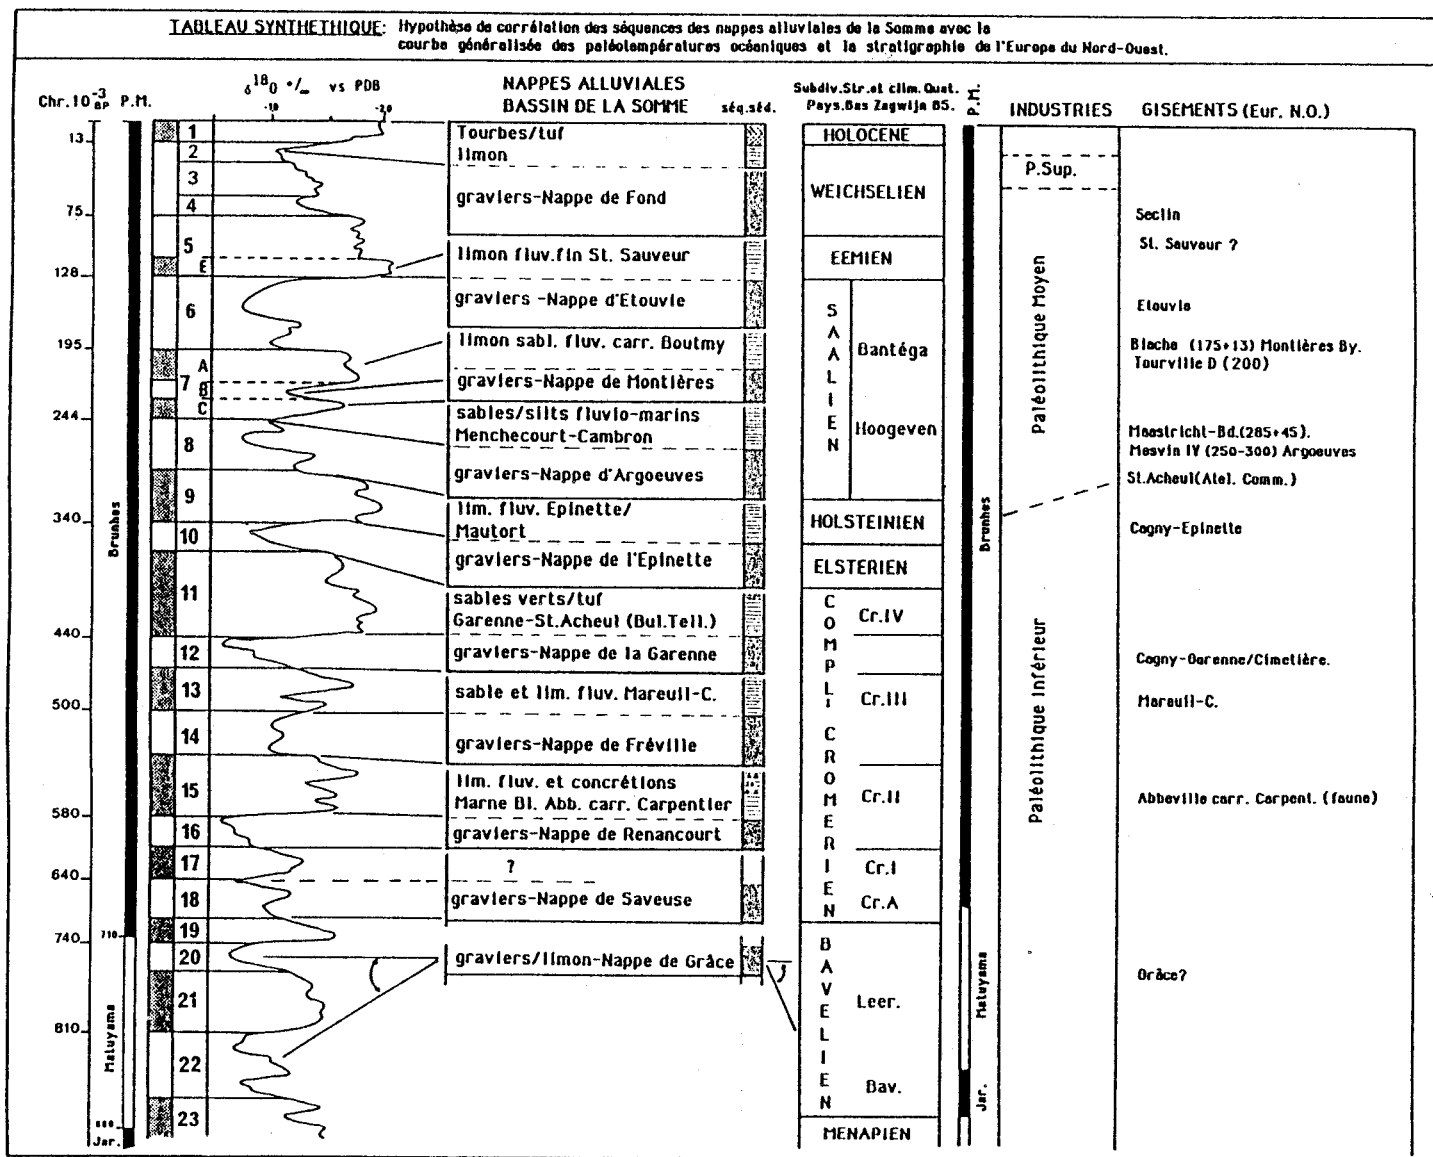 TABLEAU SYNTHETHIQUE: Hypothèse de corrélation des séquences des nappes alluviales de la Somme avec la
courbe généralisée des paléotempératures océaniques et la stratigraphie de l'Europe du Nord-Ouest.
Chr.10⁻³ BP P.M.
δ¹⁸O °/∞ vs PDB
-1.0 -2.0
NAPPES ALLUVIALES
BASSIN DE LA SOMME séq.séd.
Subdiv.Str.et clim.Quat.
Pays.Bas Zagwijn 85.
P.M.
INDUSTRIES
GISEMENTS (Eur. N.O.)
13
75
128
195
244
340
440
500
580
640
710
740
810
880
Brunhes
Matuyama
Jar.
1
2
3
4
5
E
6
7
A
B
C
8
9
10
11
12
13
14
15
16
17
18
19
20
21
22
23
Tourbes/tuf
limon
graviers-Nappe de Fond
limon fluv.fin St. Sauveur
graviers -Nappe d'Etouvie
limon sabl. fluv. carr. Boutmy
graviers-Nappe de Montières
sables/silts fluvio-marins
Menchecourt-Cambron
graviers-Nappe d'Argoeuves
lim. fluv. Epinette/
Mautort
graviers-Nappe de l'Epinette
sables verts/tuf
Garenne-St.Acheul (Bul.Tell.)
graviers-Nappe de la Garenne
sable et lim. fluv. Mareuil-C.
graviers-Nappe de Fréville
lim. fluv. et concrétions
Marne Bl. Abb. carr. Carpentier
graviers-Nappe de Renancourt
?
graviers-Nappe de Saveuse
graviers/limon-Nappe de Grâce
HOLOCENE
WEICHSELIEN
EEMIEN
SAALIEN
Bantéga
Hoogeven
HOLSTEINIEN
ELSTERIEN
COMPL. CROMERIEN
Cr.IV
Cr.III
Cr.II
Cr.I
Cr.A
BAVELIEN
Leer.
Bav.
MENAPIEN
Brunhes
Matuyama
Jar.
P.Sup.
Paléolithique Moyen
Paléolithique Inférieur
Seclin
St. Sauveur ?
Etouvie
Biache (175+13) Montières By.
Tourville D (200)
Maastricht-Bd.(285+45).
Mesvin IV (250-300) Argoeuves
St.Acheul(Atel. Comm.)
Cagny-Epinette
Cagny-Garenne/Cimetière.
Mareuil-C.
Abbeville carr. Carpent. (faune)
Grâce?